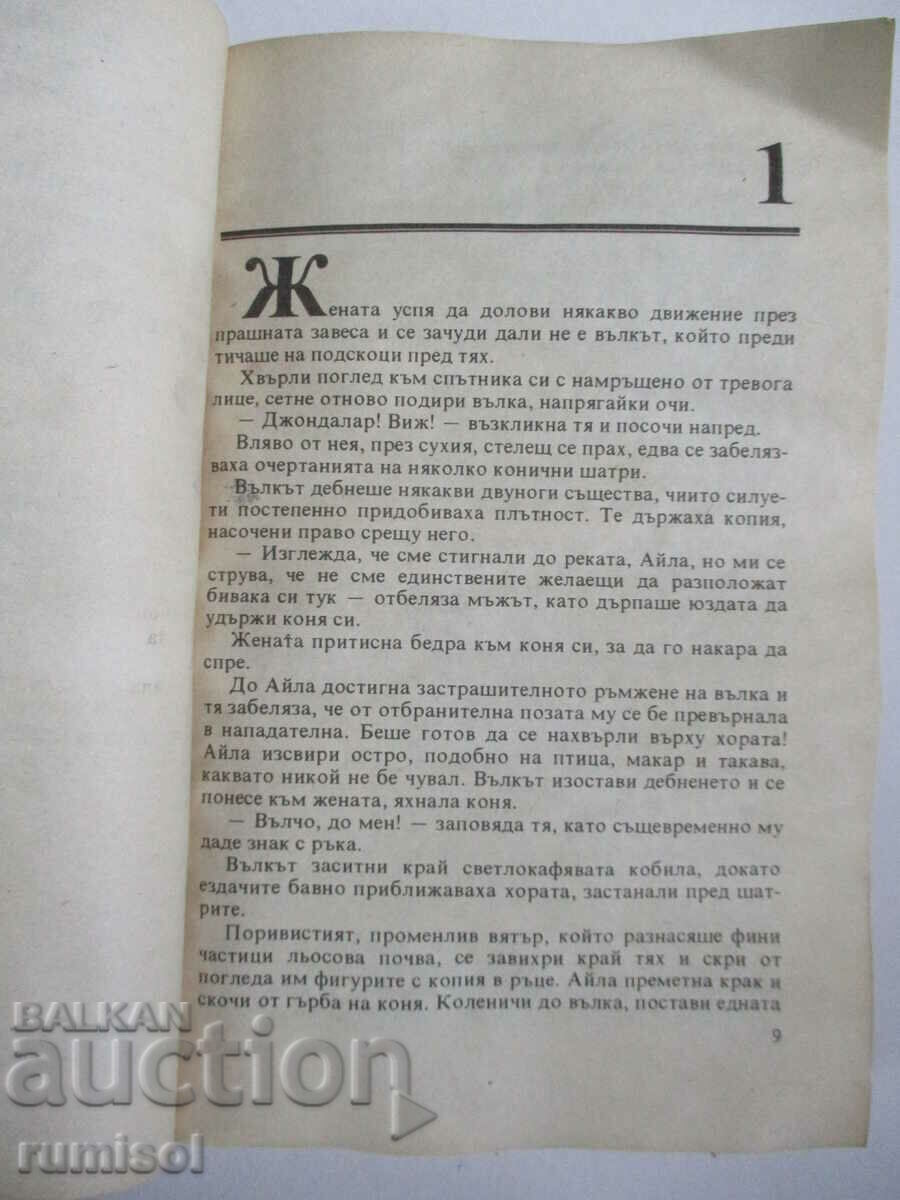 1
Жената успя да долови някакво движение през
прашната завеса и се зачуди дали не е вълкът, който преди
тичаше на подскоци пред тях.
Хвърли поглед към спътника си с намръщено от тревога
лице, сетне отново подири вълка, напрягайки очи.
— Джондалар! Виж! — възкликна тя и посочи напред.
Вляво от нея, през сухия, стелещ се прах, едва се забеляз-
ваха очертанията на няколко конични шатри.
Вълкът дебнеше някакви двуноги същества, чиито силуе-
ти постепенно придобиваха плътност. Те държаха копия,
насочени право срещу него.
— Изглежда, че сме стигнали до реката, Айла, но ми се
струва, че не сме единствените желаещи да разположат
бивака си тук — отбеляза мъжът, като дърпаше юздата да
удържи коня си.
Жената притисна бедра към коня си, за да го накара да
спре.
До Айла достигна застрашителното ръмжене на вълка и
тя забеляза, че от отбранителна позата му се бе превърнала
в нападателна. Беше готов да се нахвърли върху хората!
Айла изсвири остро, подобно на птица, макар и такава,
каквато никой не бе чувал. Вълкът изостави дебненето и се
понесе към жената, яхнала коня.
— Вълчо, до мен! — заповяда тя, като същевременно му
даде знак с ръка.
Вълкът заситни край светлокафявата кобила, докато
ездачите бавно приближаваха хората, застанали пред шат-
рите.
Поривистият, променлив вятър, който разнасяше фини
частици льосова почва, се завихри край тях и скри от
погледа им фигурите с копия в ръце. Айла преметна крак и
скочи от гърба на коня. Коленичи до вълка, постави едната
9
BALKAN
auction
rumisol